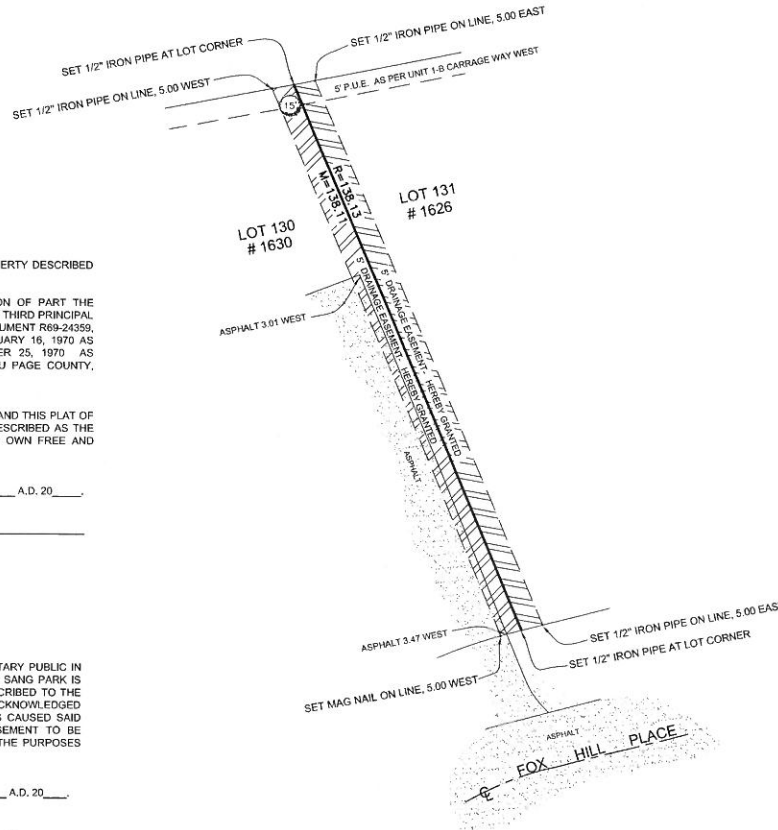 SET 1/2" IRON PIPE AT LOT CORNER
SET 1/2" IRON PIPE ON LINE, 5.00 EAST
SET 1/2" IRON PIPE ON LINE, 5.00 WEST
5' P.U.E. AS PER UNIT 1-B CARRAGE WAY WEST
15'
R=138.13
M=138.11
LOT 130
# 1630
LOT 131
# 1626
5' DRAINAGE EASEMENT- HEREBY GRANTED
5' DRAINAGE EASEMENT- HEREBY GRANTED
ASPHALT 3.01 WEST
ASPHALT
ERTY DESCRIBED
ON OF PART THE
THIRD PRINCIPAL
UMENT R69-24359,
UARY 16, 1970 AS
ER 25, 1970 AS
U PAGE COUNTY,
AND THIS PLAT OF
ESCRIBED AS THE
OWN FREE AND
A.D. 20____.
ASPHALT 3.47 WEST
SET 1/2" IRON PIPE ON LINE, 5.00 EAS
SET 1/2" IRON PIPE AT LOT CORNER
SET MAG NAIL ON LINE, 5.00 WEST
ASPHALT
℄ FOX HILL PLACE
TARY PUBLIC IN
SANG PARK IS
CRIBED TO THE
CKNOWLEDGED
S CAUSED SAID
SEMENT TO BE
THE PURPOSES
A.D. 20____.